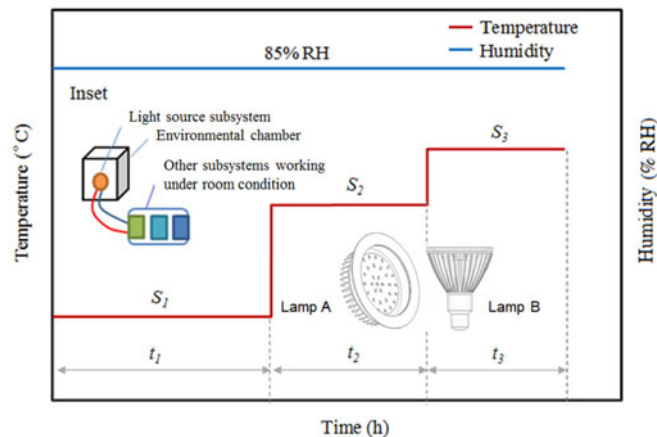 Temperature
Humidity
85% RH
Inset
Light source subsystem
Environmental chamber
Other subsystems working
under room condition
S3
S2
S1
Lamp A
Lamp B
t1
t2
t3
Temperature (°C)
Humidity (% RH)
Time (h)